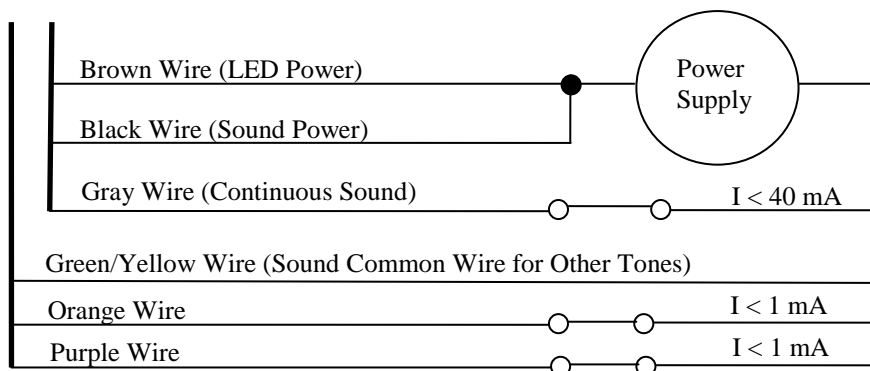 Brown Wire (LED Power)
Power
Supply
Black Wire (Sound Power)
Gray Wire (Continuous Sound)
I < 40 mA
Green/Yellow Wire (Sound Common Wire for Other Tones)
Orange Wire
I < 1 mA
Purple Wire
I < 1 mA